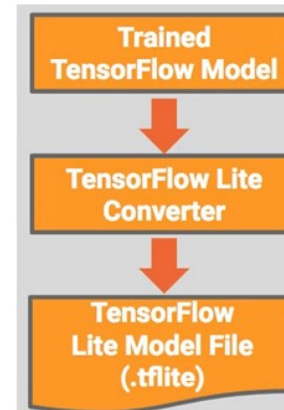 Trained
TensorFlow Model
TensorFlow Lite
Converter
TensorFlow
Lite Model File
(.tflite)